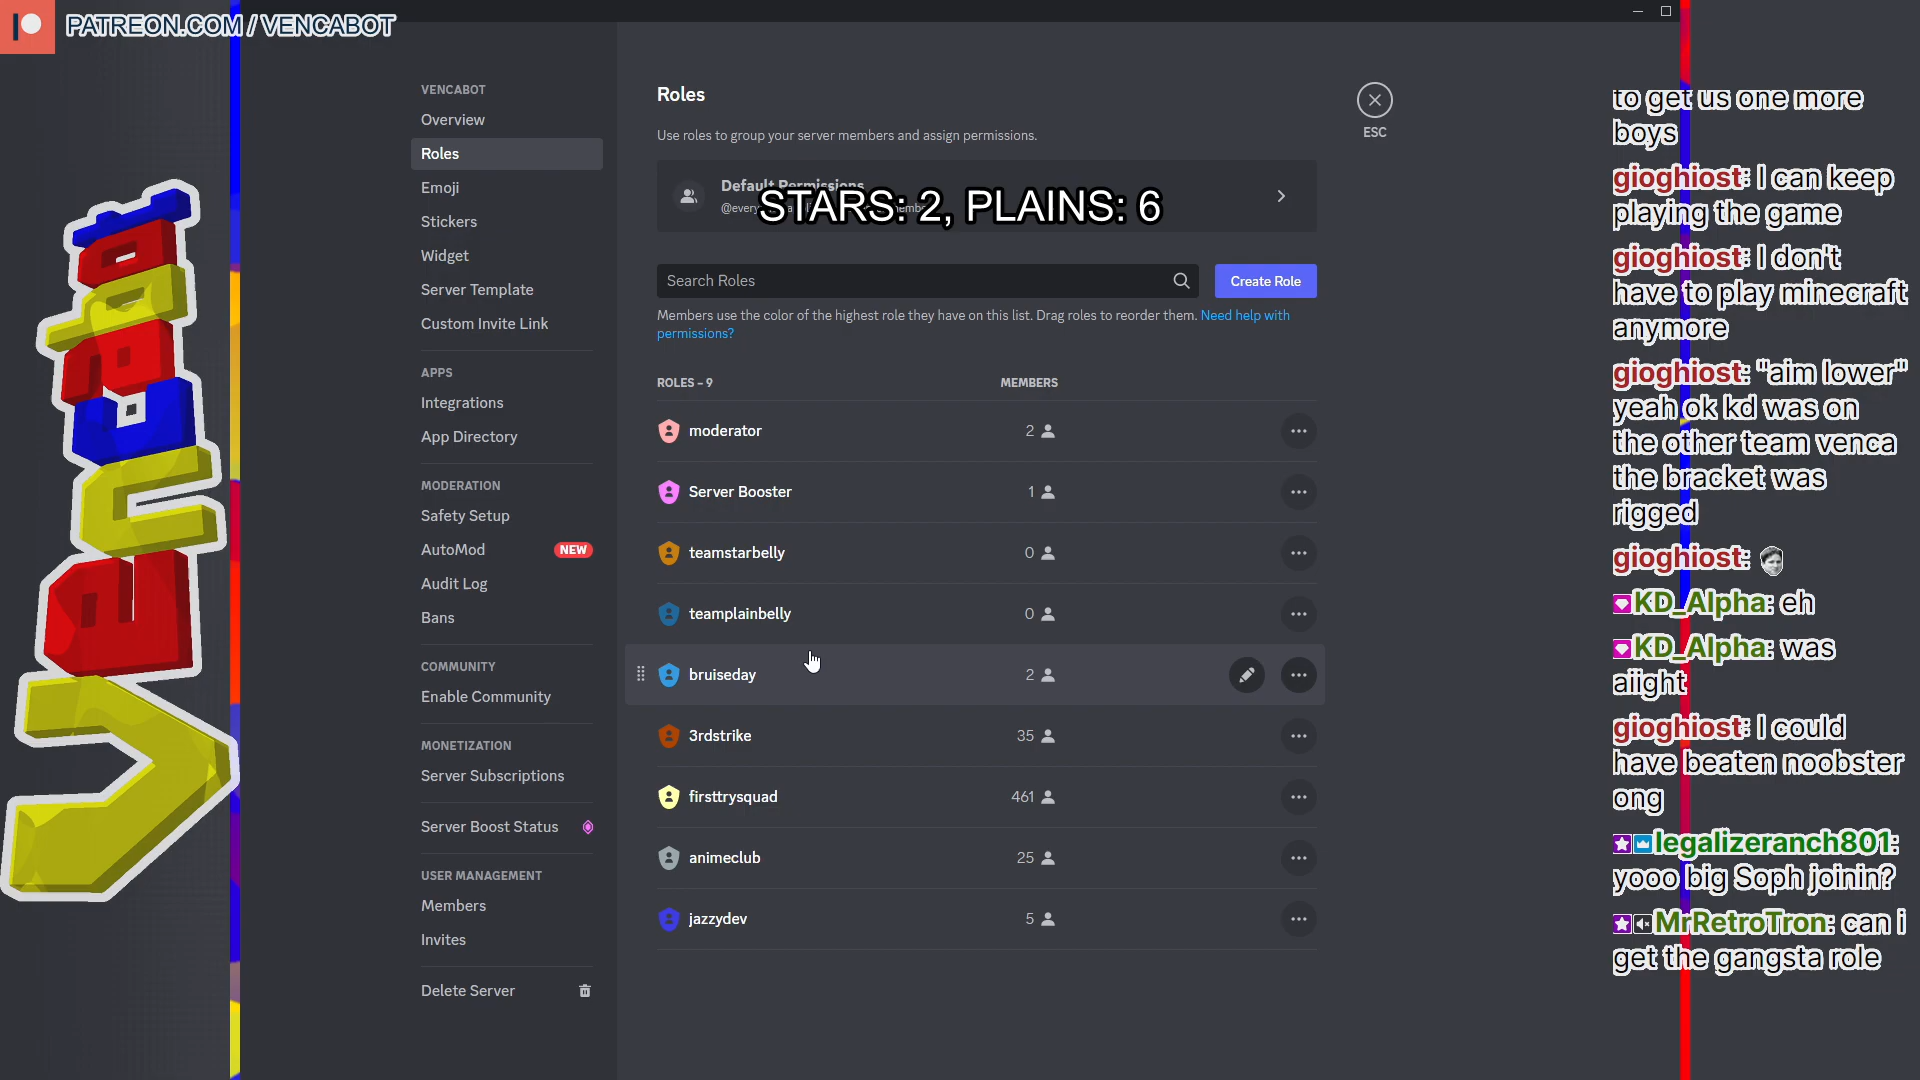 PATREON.COM / VENCABOT
Vencabot
VENCABOT
Overview
Roles
Emoji
Stickers
Widget
Server Template
Custom Invite Link
APPS
Integrations
App Directory
MODERATION
Safety Setup
AutoMod NEW
Audit Log
Bans
COMMUNITY
Enable Community
MONETIZATION
Server Subscriptions
Server Boost Status
USER MANAGEMENT
Members
Invites
Delete Server
Roles
Use roles to group your server members and assign permissions.
Default Permissions
STARS: 2, PLAINS: 6
Search Roles
Create Role
Members use the color of the highest role they have on this list. Drag roles to reorder them. Need help with
permissions?
ROLES – 9 MEMBERS
moderator 2
Server Booster 1
teamstarbelly 0
teamplainbelly 0
bruiseday 2
3rdstrike 35
firsttrysquad 461
animeclub 25
jazzydev 5
ESC
to get us one more
boys
gioghiost: I can keep
playing the game
gioghiost: I don't
have to play minecraft
anymore
gioghiost: "aim lower"
yeah ok kd was on
the other team venca
the bracket was
rigged
gioghiost:
KD_Alpha: eh
KD_Alpha: was
aiight
gioghiost: I could
have beaten noobster
ong
legalizeranch801:
yooo big Soph joinin?
MrRetroTron: can i
get the gangsta role